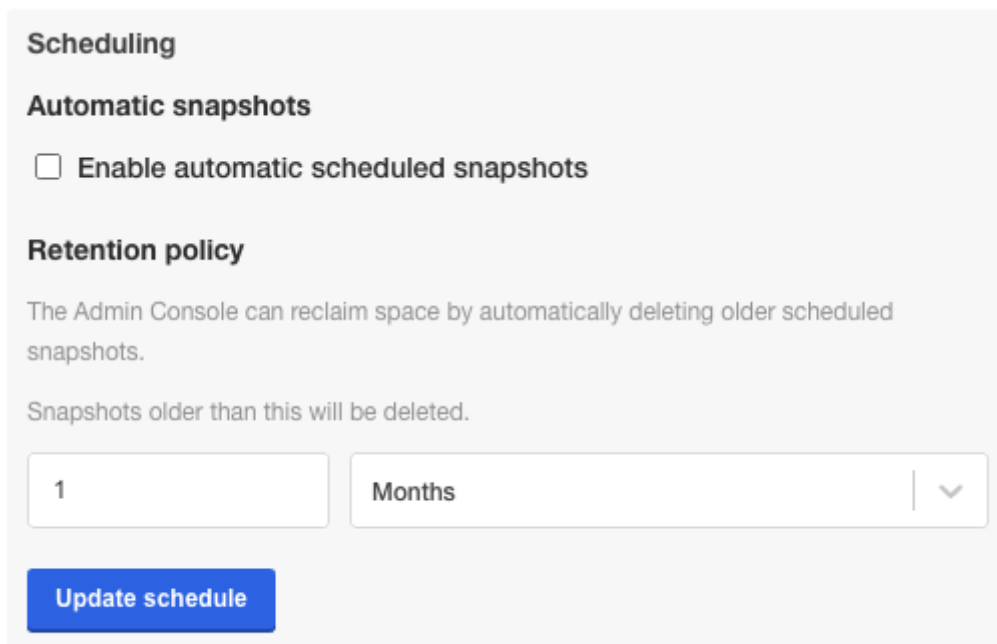 Scheduling
Automatic snapshots
Enable automatic scheduled snapshots
Retention policy
The Admin Console can reclaim space by automatically deleting older scheduled
snapshots.
Snapshots older than this will be deleted.
1
Months
Update schedule